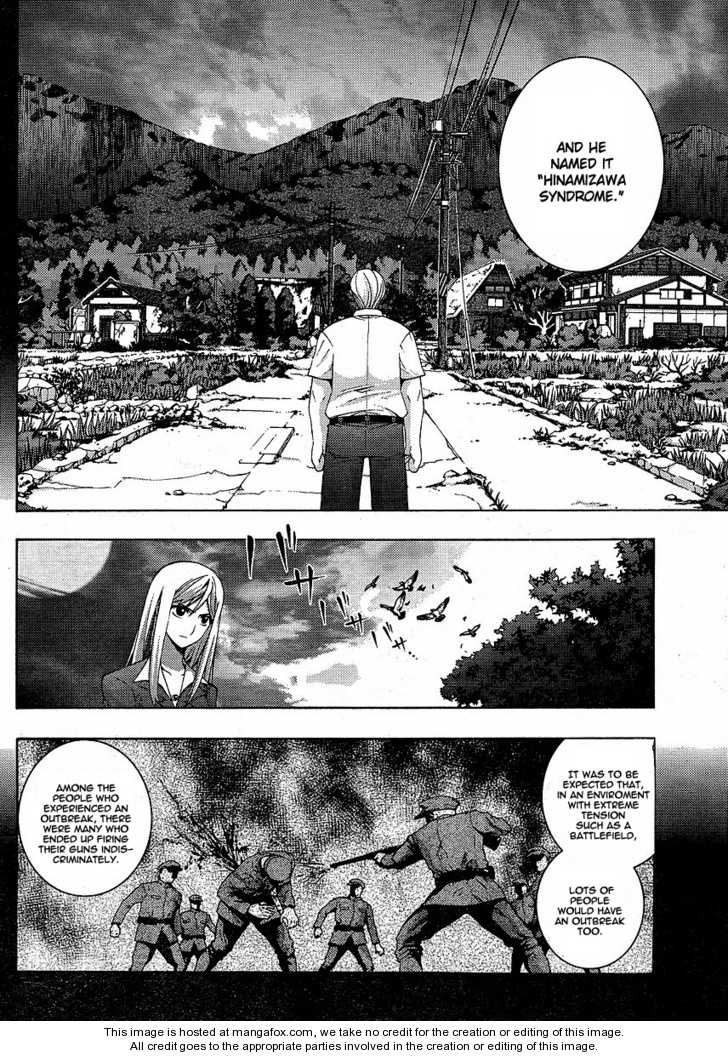 AND HE
NAMED IT
"HINAMIZAWA
SYNDROME."
IT WAS TO BE
EXPECTED THAT,
IN AN ENVIROMENT
WITH EXTREME
TENSION
SUCH AS A
BATTLEFIELD,
LOTS OF
PEOPLE
WOULD HAVE
AN OUTBREAK
TOO.
AMONG THE
PEOPLE WHO
EXPERIENCED AN
OUTBREAK, THERE
WERE MANY WHO
ENDED UP FIRING
THEIR GUNS INDIS-
CRIMINATELY.
This image is hosted at mangafox.com, we take no credit for the creation or editing of this image.
All credit goes to the appropriate parties involved in the creation or editing of this image.